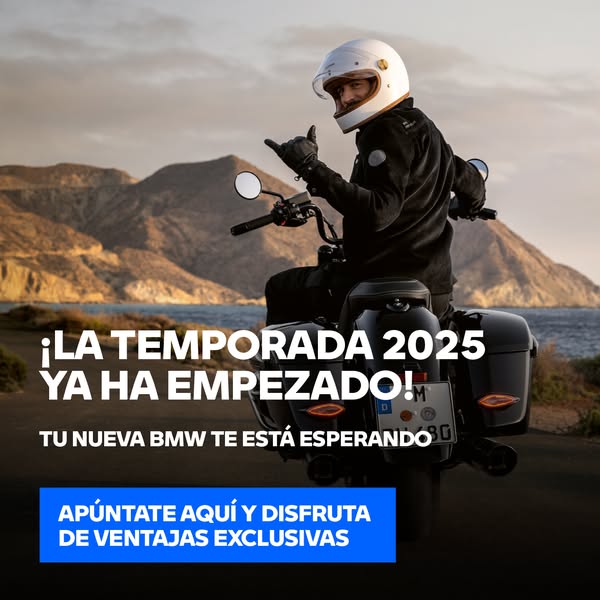 ¡LA TEMPORADA 2025
YA HA EMPEZADO!
TU NUEVA BMW TE ESTÁ ESPERANDO
APÚNTATE AQUÍ Y DISFRUTA
DE VENTAJAS EXCLUSIVAS
D
M